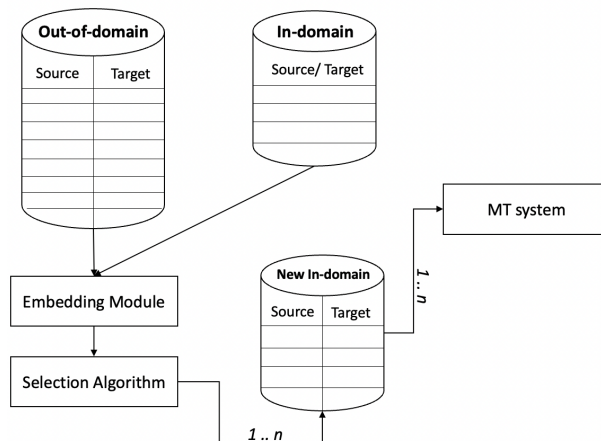 Out-of-domain
Source Target
In-domain
Source/ Target
MT system
Embedding Module
New In-domain
Source Target
1 .. n
Selection Algorithm
1 .. n